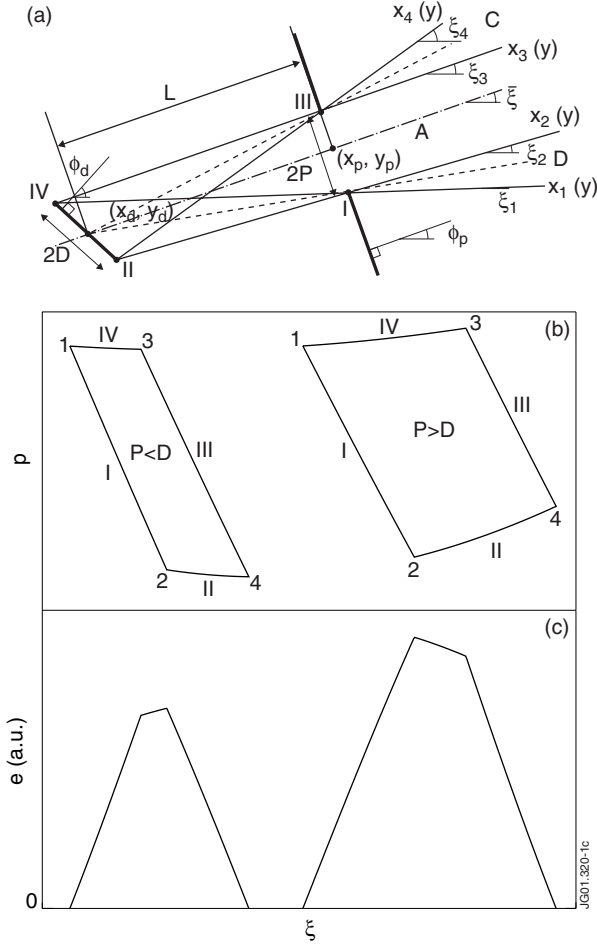 (a)
x4 (y)
C
ξ4
x3 (y)
L
III
ξ3
ξ̄
A
x2 (y)
ϕd
(xp, yp)
ξ2 D
IV
2P
x1 (y)
(xd, yd)
I
ξ1
2D
II
ϕp
(b)
1 IV 3
1 IV 3
P<D
P>D
I
III
I
III
p
2 II 4
2 II 4
(c)
e (a.u.)
0
ξ
JG01.320-1c